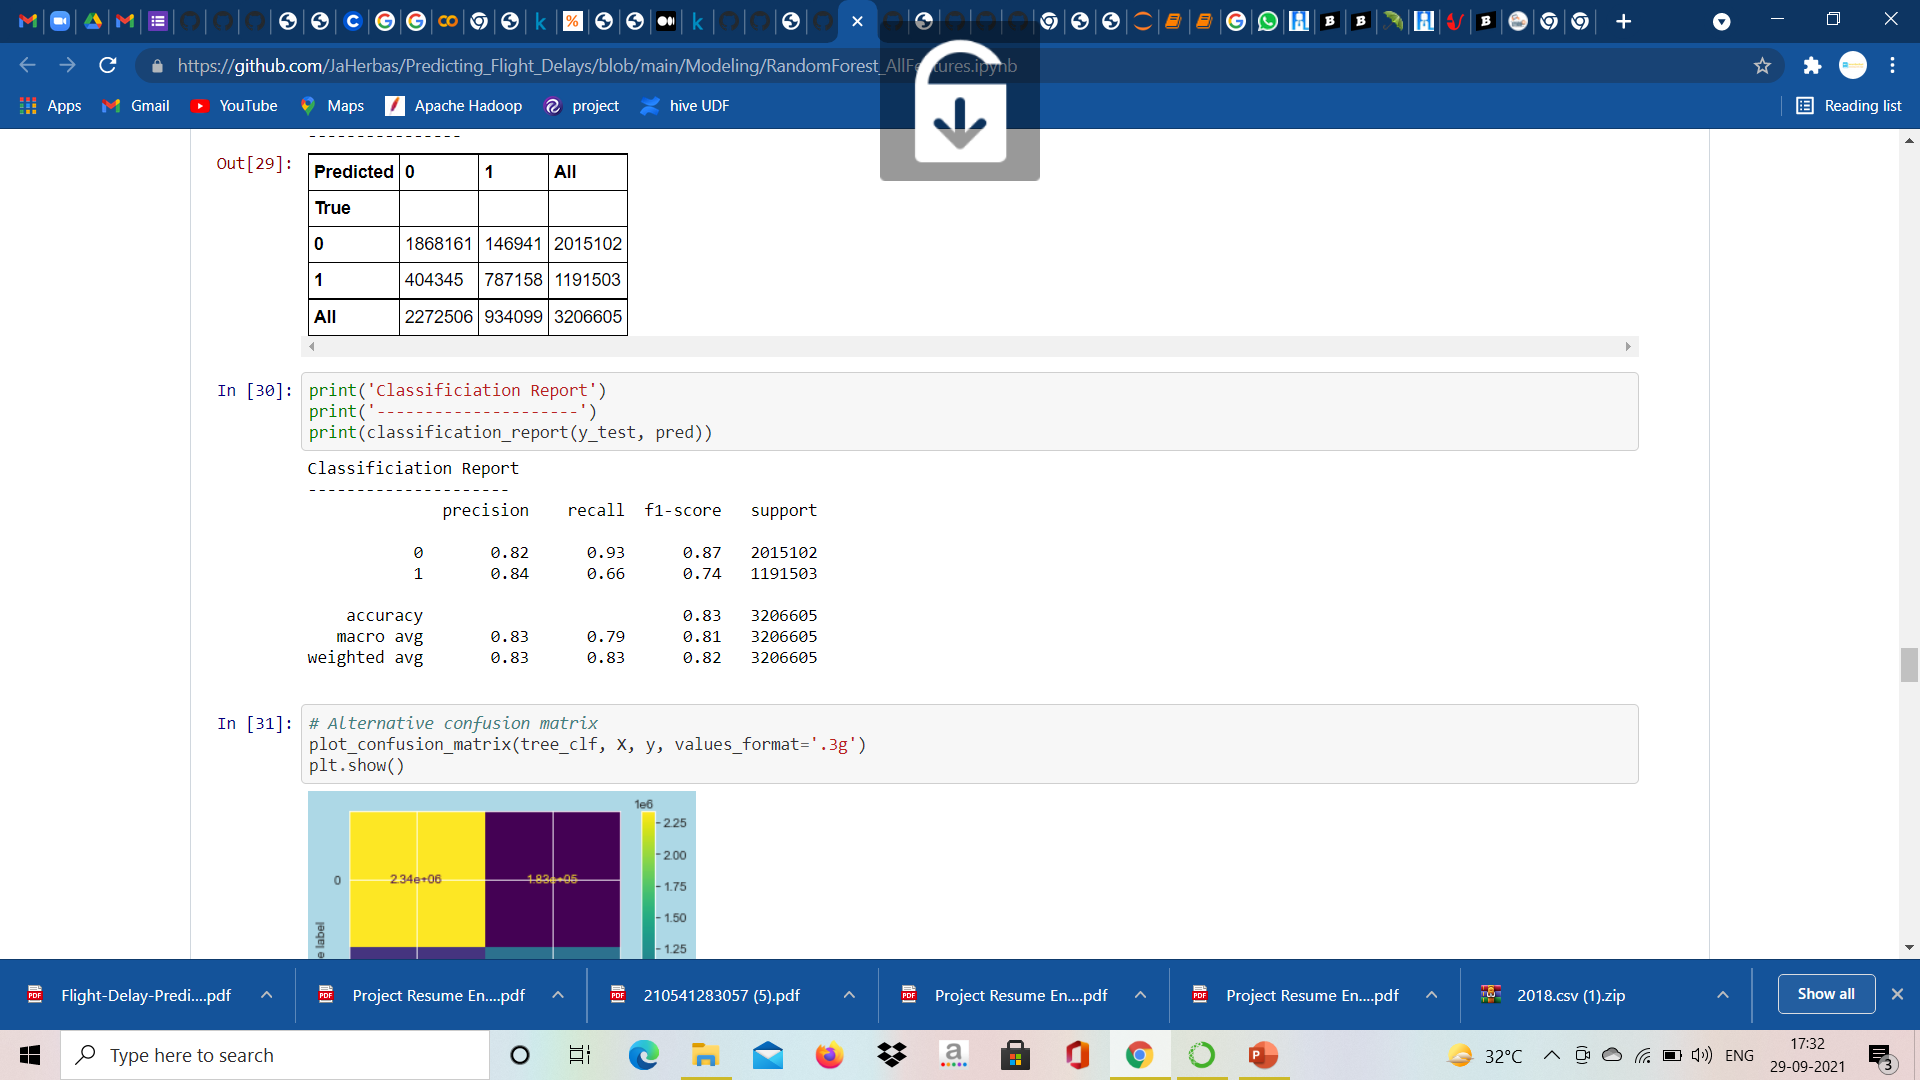 https://github.com/JaHerbas/Predicting_Flight_Delays/blob/main/Modeling/RandomForest_AllFeatures.ipynb
Apps Gmail YouTube Maps Apache Hadoop project hive UDF Reading list
----------------
Out[29]:
Predicted 0 1 All
True
0 1868161 146941 2015102
1 404345 787158 1191503
All 2272506 934099 3206605
In [30]: print('Classificiation Report')
print('---------------------')
print(classification_report(y_test, pred))
Classificiation Report
---------------------
precision recall f1-score support
0 0.82 0.93 0.87 2015102
1 0.84 0.66 0.74 1191503
accuracy 0.83 3206605
macro avg 0.83 0.79 0.81 3206605
weighted avg 0.83 0.83 0.82 3206605
In [31]: # Alternative confusion matrix
plot_confusion_matrix(tree_clf, X, y, values_format='.3g')
plt.show()
1e6
2.25
2.00
0 2.34e+06 1.83e+05 1.75
1.50
1.25
e label
Flight-Delay-Predi....pdf Project Resume En....pdf 210541283057 (5).pdf Project Resume En....pdf Project Resume En....pdf 2018.csv (1).zip Show all
Type here to search 32°C ENG 17:32
29-09-2021 3